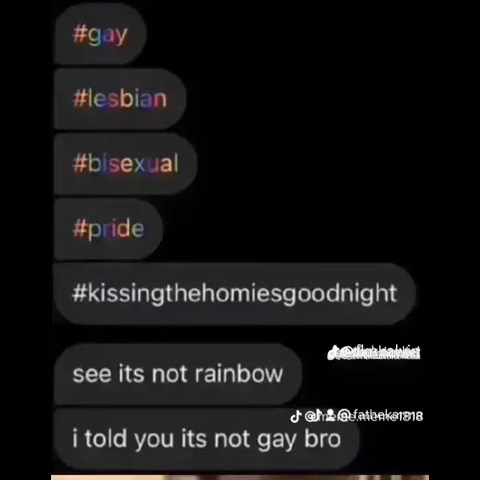 #gay
#lesbian
#bisexual
#pride
#kissingthehomiesgoodnight
see its not rainbow
i told you its not gay bro